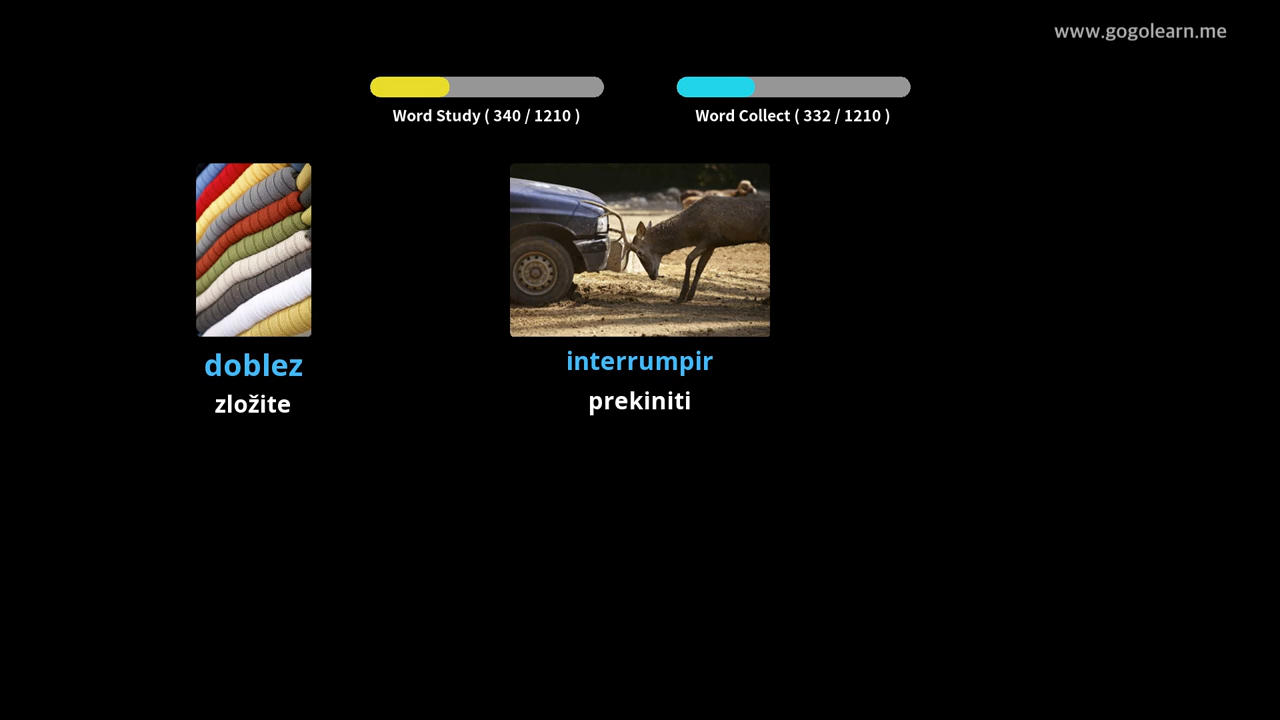 www.gogolearn.me
Word Study ( 340 / 1210 )
Word Collect ( 332 / 1210 )
doblez
zložite
interrumpir
prekiniti